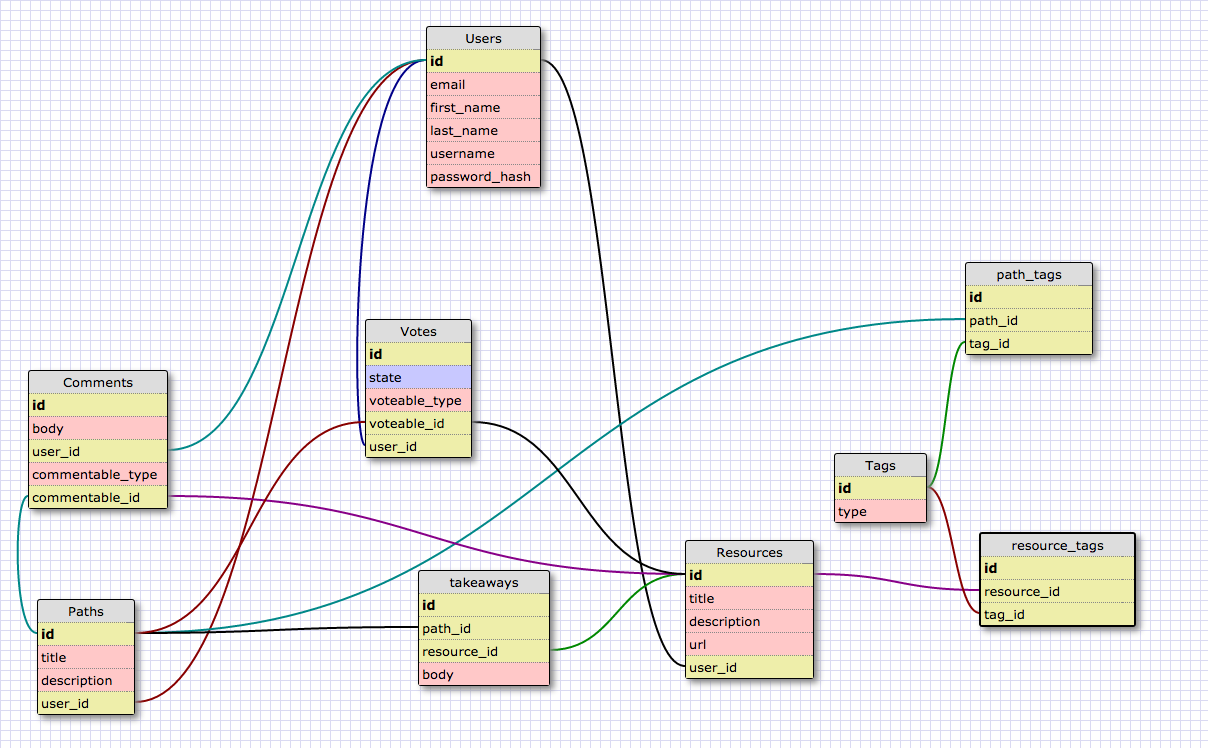 Users
id
email
first_name
last_name
username
password_hash
path_tags
id
path_id
tag_id
Votes
id
state
voteable_type
voteable_id
user_id
Comments
id
body
user_id
commentable_type
commentable_id
Tags
id
type
resource_tags
id
resource_id
tag_id
Resources
id
title
description
url
user_id
takeaways
id
path_id
resource_id
body
Paths
id
title
description
user_id